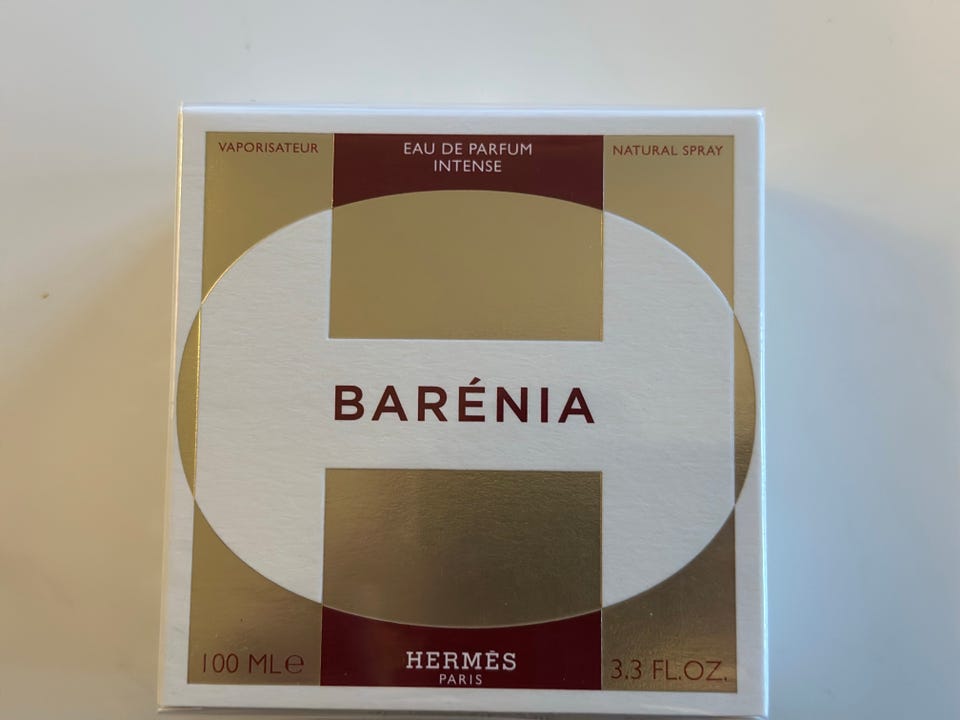 VAPORISATEUR
EAU DE PARFUM
INTENSE
NATURAL SPRAY
BARÉNIA
100 ML℮
HERMÈS
PARIS
3.3 FL.OZ.